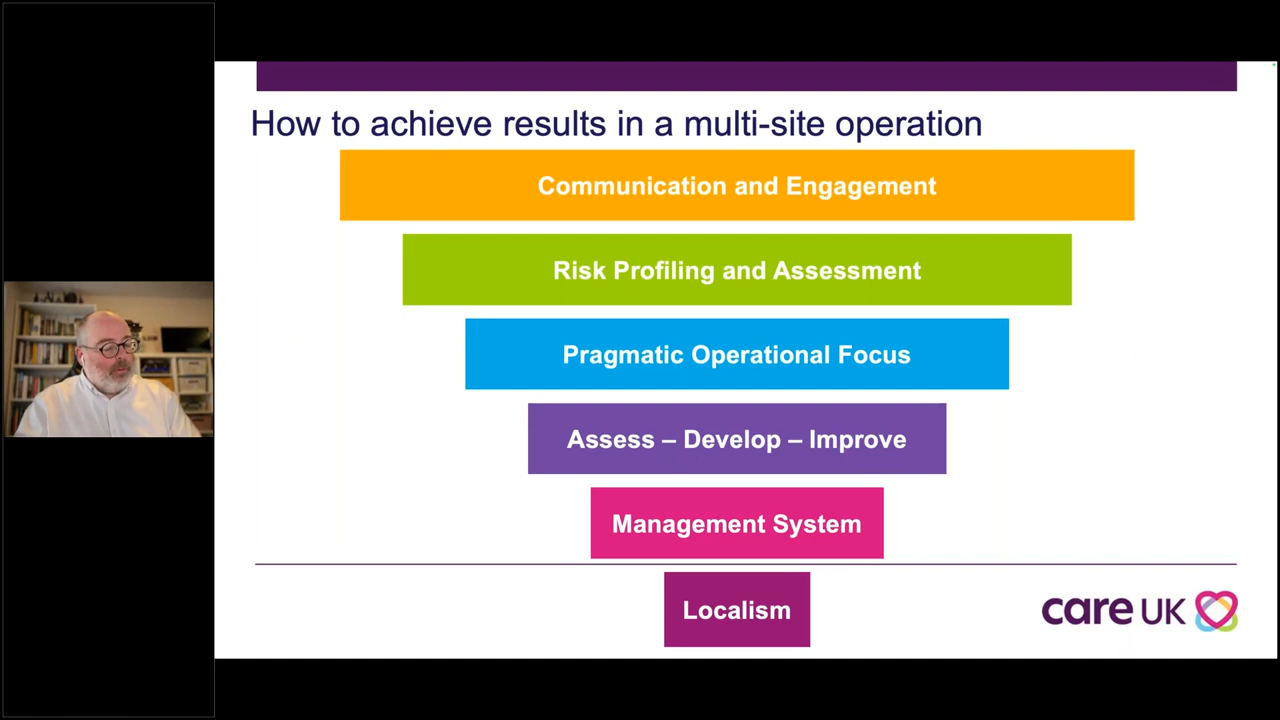 How to achieve results in a multi-site operation
Communication and Engagement
Risk Profiling and Assessment
Pragmatic Operational Focus
Assess – Develop – Improve
Management System
Localism
care UK